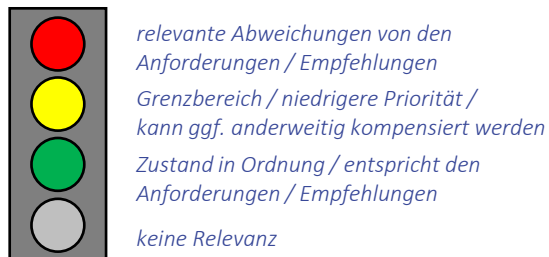 relevante Abweichungen von den
Anforderungen / Empfehlungen
Grenzbereich / niedrigere Priorität /
kann ggf. anderweitig kompensiert werden
Zustand in Ordnung / entspricht den
Anforderungen / Empfehlungen
keine Relevanz